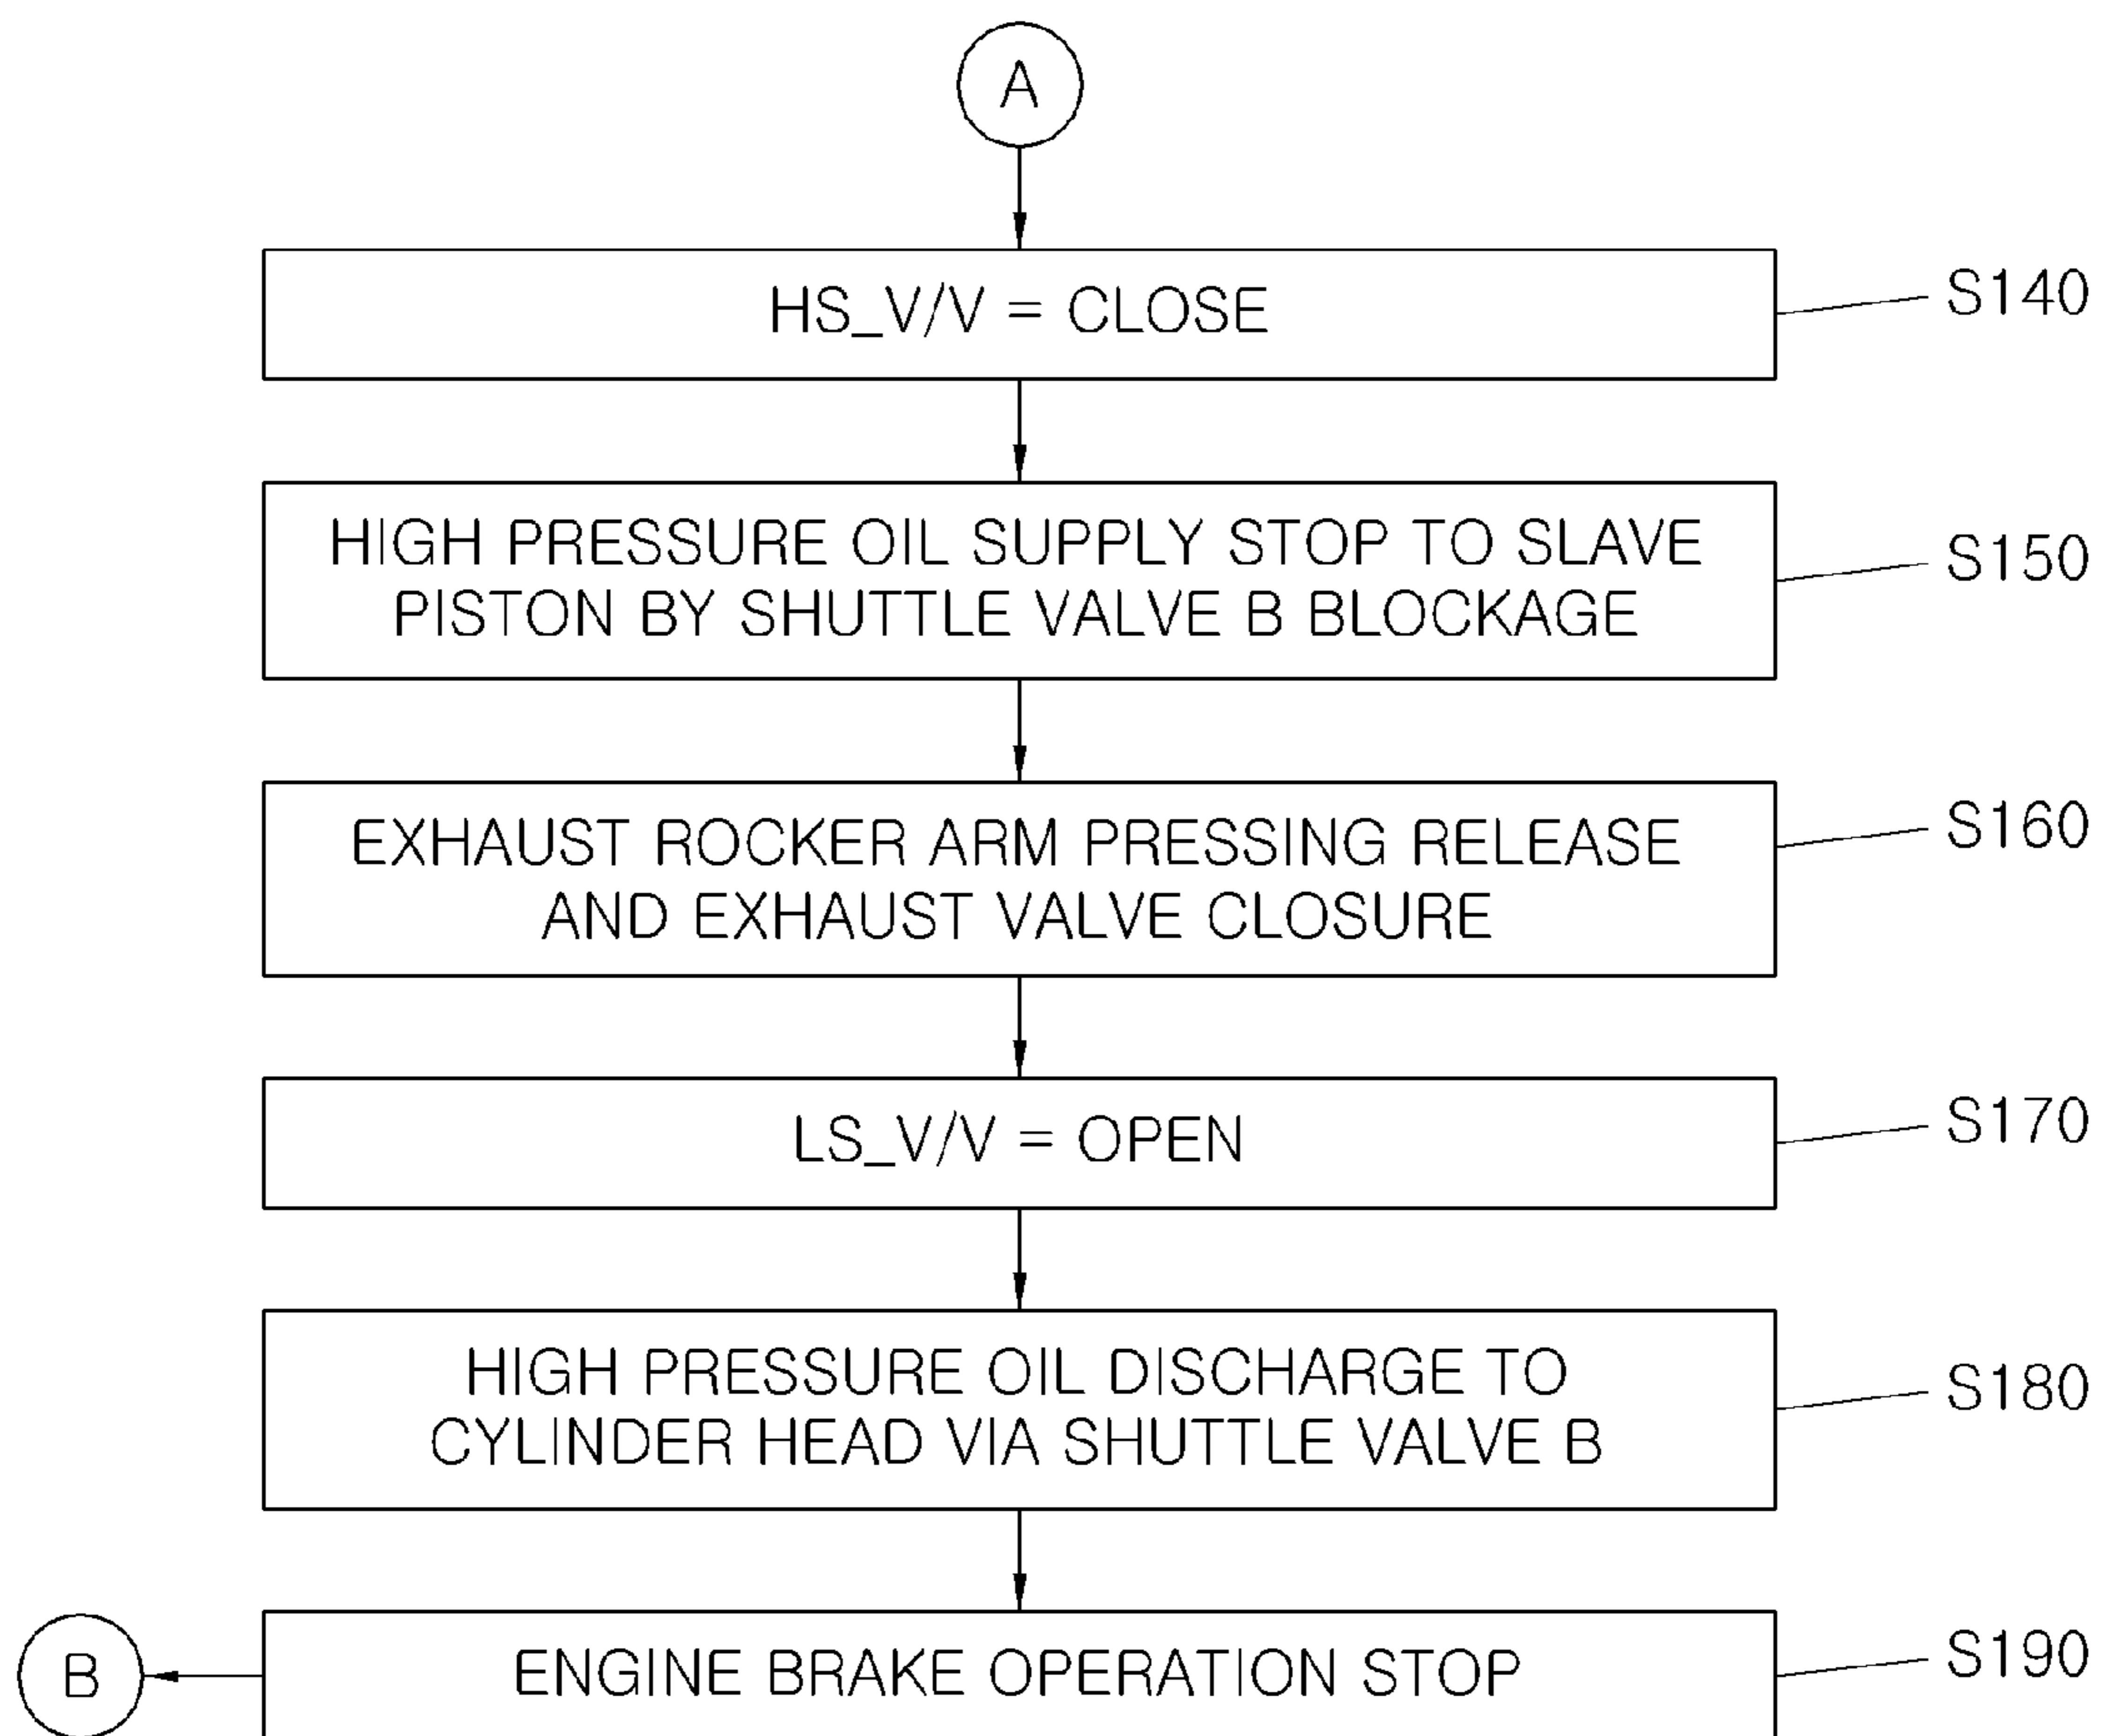 A
HS_V/V = CLOSE
S140
HIGH PRESSURE OIL SUPPLY STOP TO SLAVE
PISTON BY SHUTTLE VALVE B BLOCKAGE
S150
EXHAUST ROCKER ARM PRESSING RELEASE
AND EXHAUST VALVE CLOSURE
S160
LS_V/V = OPEN
S170
HIGH PRESSURE OIL DISCHARGE TO
CYLINDER HEAD VIA SHUTTLE VALVE B
S180
B
ENGINE BRAKE OPERATION STOP
S190